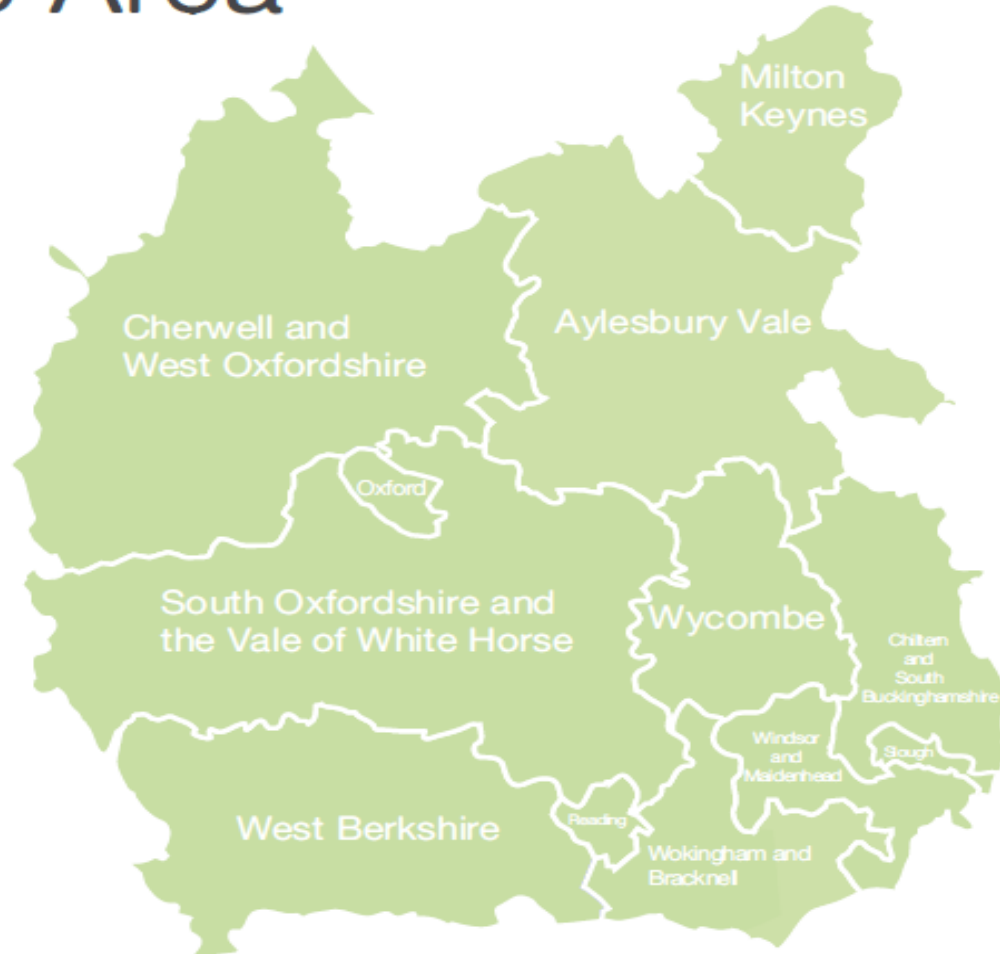 Area
Milton
Keynes
Cherwell and
West Oxfordshire
Aylesbury Vale
Oxford
South Oxfordshire and
the Vale of White Horse
Wycombe
Chiltern
and
South
Buckinghamshire
Windsor
and
Maidenhead
Slough
West Berkshire
Reading
Wokingham and
Bracknell